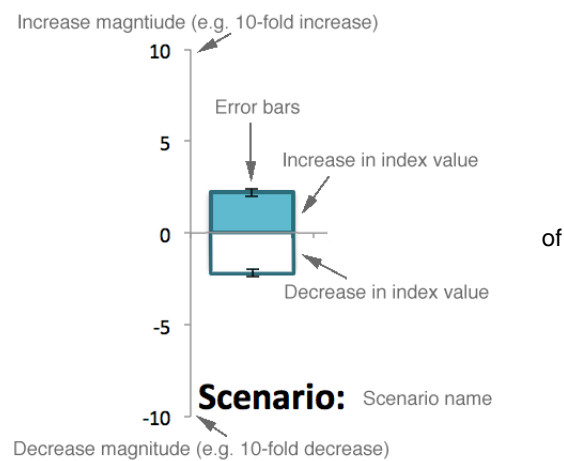 Increase magntiude (e.g. 10-fold increase)
10
Error bars
5
Increase in index value
0
of
Decrease in index value
-5
Scenario: Scenario name
-10
Decrease magnitude (e.g. 10-fold decrease)